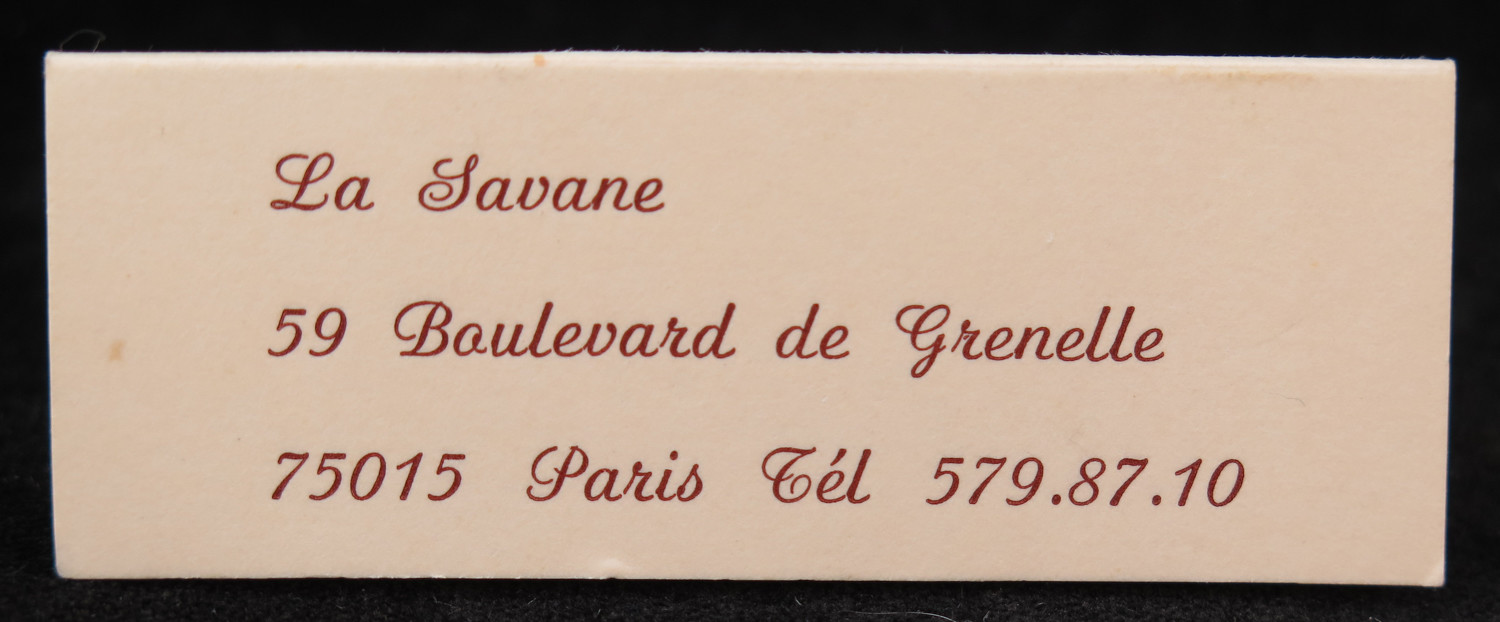 La Savane
59 Boulevard de Grenelle
75015 Paris Tél 579.87.10